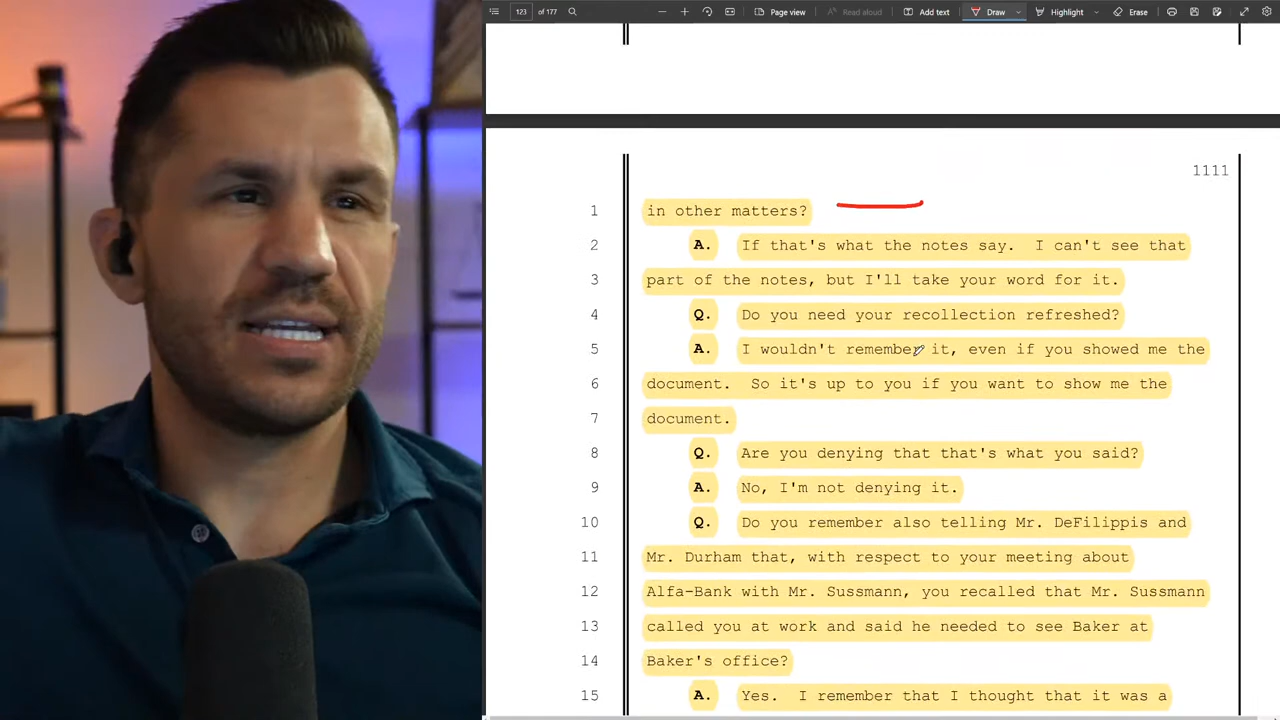 123 of 177
Page view
Read aloud
Add text
Draw
Highlight
Erase
1111
1 in other matters?
2 A. If that's what the notes say. I can't see that
3 part of the notes, but I'll take your word for it.
4 Q. Do you need your recollection refreshed?
5 A. I wouldn't remember it, even if you showed me the
6 document. So it's up to you if you want to show me the
7 document.
8 Q. Are you denying that that's what you said?
9 A. No, I'm not denying it.
10 Q. Do you remember also telling Mr. DeFilippis and
11 Mr. Durham that, with respect to your meeting about
12 Alfa-Bank with Mr. Sussmann, you recalled that Mr. Sussmann
13 called you at work and said he needed to see Baker at
14 Baker's office?
15 A. Yes. I remember that I thought that it was a